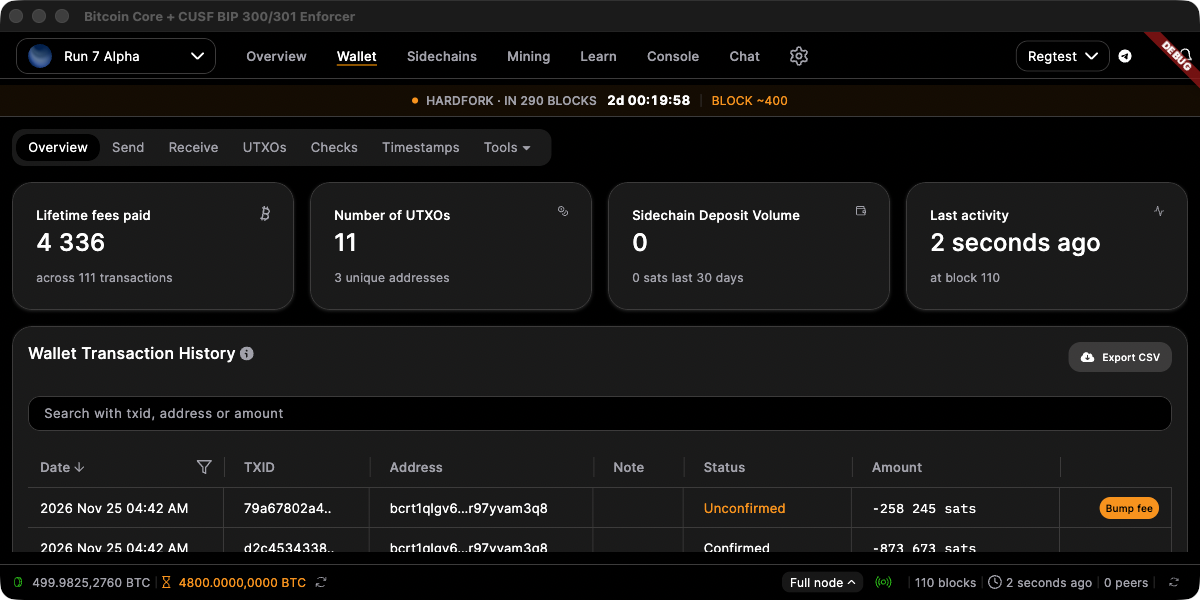 Bitcoin Core + CUSF BIP 300/301 Enforcer
Run 7 Alpha Overview Wallet Sidechains Mining Learn Console Chat Regtest DEBUG
HARDFORK · IN 290 BLOCKS 2d 00:19:58 BLOCK ~400
Overview Send Receive UTXOs Checks Timestamps Tools
Lifetime fees paid
4 336
across 111 transactions
Number of UTXOs
11
3 unique addresses
Sidechain Deposit Volume
0
0 sats last 30 days
Last activity
2 seconds ago
at block 110
Wallet Transaction History
Export CSV
Search with txid, address or amount
Date TXID Address Note Status Amount
2026 Nov 25 04:42 AM 79a67802a4.. bcrt1qlgv6...r97yvam3q8 Unconfirmed -258 245 sats Bump fee
2026 Nov 25 04:42 AM d2c4534338.. bcrt1qlgv6...r97yvam3q8 Confirmed -873 673 sats
499.9825,2760 BTC 4800.0000,0000 BTC Full node 110 blocks 2 seconds ago 0 peers